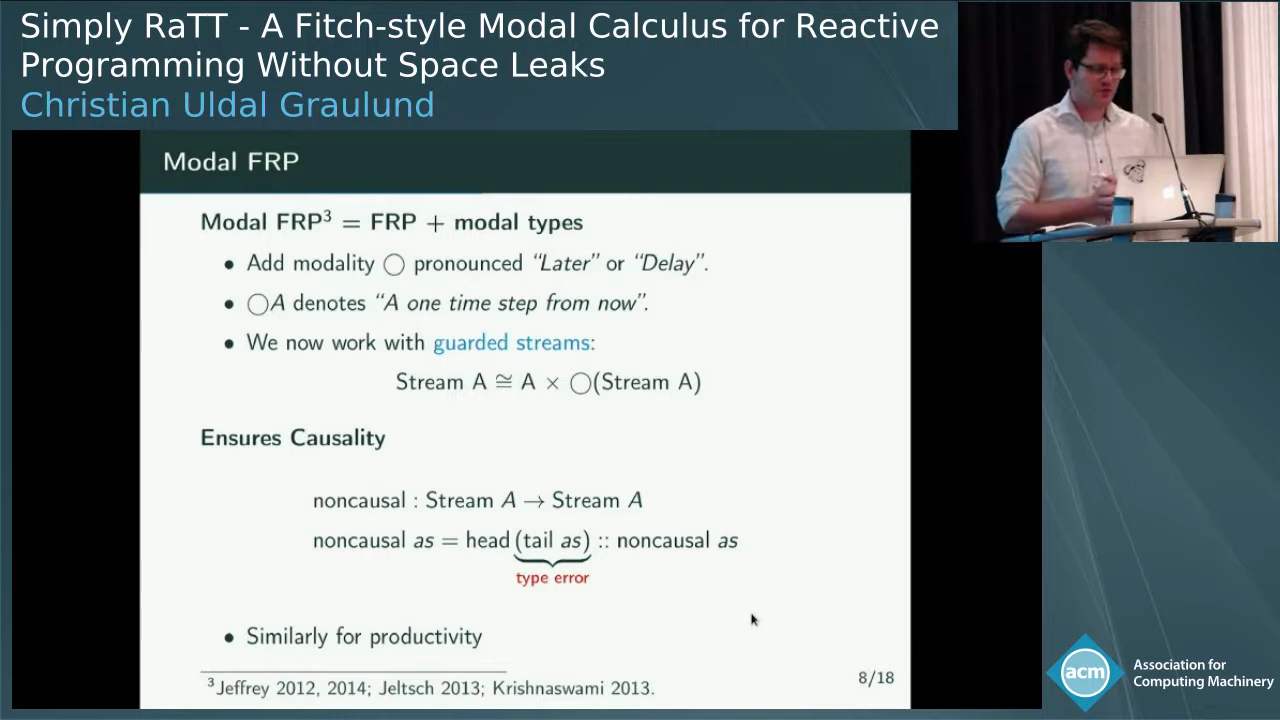 Simply RaTT - A Fitch-style Modal Calculus for Reactive
Programming Without Space Leaks
Christian Uldal Graulund
Modal FRP
Modal FRP³ = FRP + modal types
• Add modality ◯ pronounced “Later” or “Delay”.
• ◯A denotes “A one time step from now”.
• We now work with guarded streams:
Stream A ≅ A × ◯(Stream A)
Ensures Causality
noncausal : Stream A → Stream A
noncausal as = head (tail as) :: noncausal as
type error
• Similarly for productivity
³Jeffrey 2012, 2014; Jeltsch 2013; Krishnaswami 2013.
8/18
acm
Association for
Computing Machinery